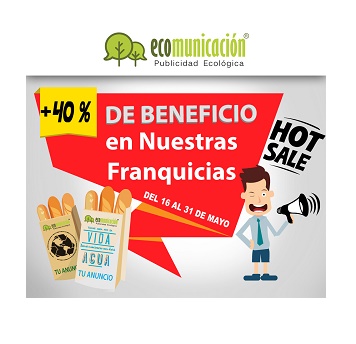 ecomunicación®
Publicidad Ecológica
+40 %
DE BENEFICIO
en Nuestras
Franquicias
DEL 16 AL 31 DE MAYO
HOT
SALE
ecomunicación
VIDA
AGUA
TU ANUNCIO
TU ANUNCIO